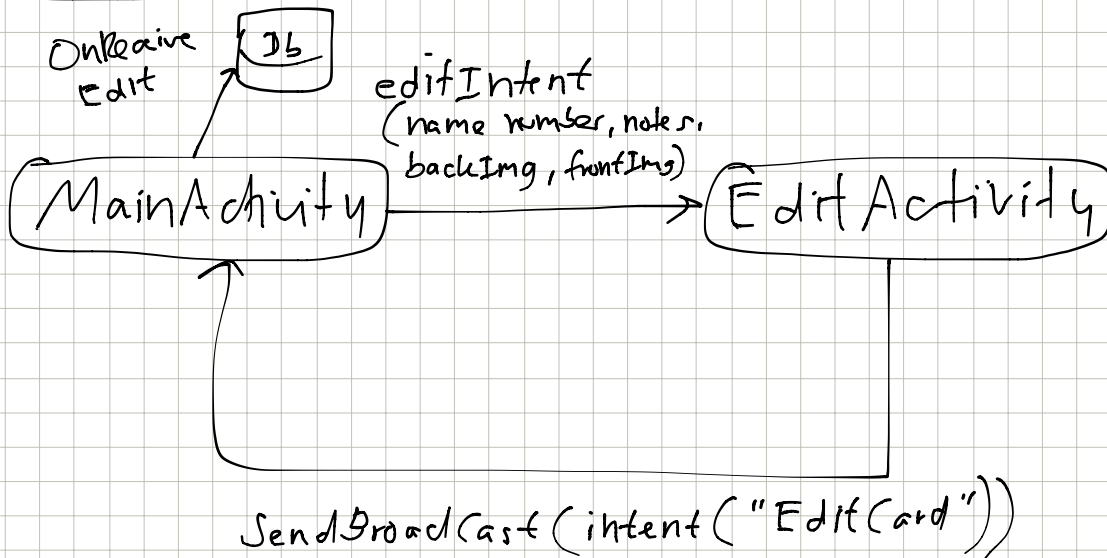 OnReceive
Edit
Db
editIntent
(name number, notes,
backImg, frontImg)
MainActivity
EditActivity
SendBroadCast(intent("EditCard"))